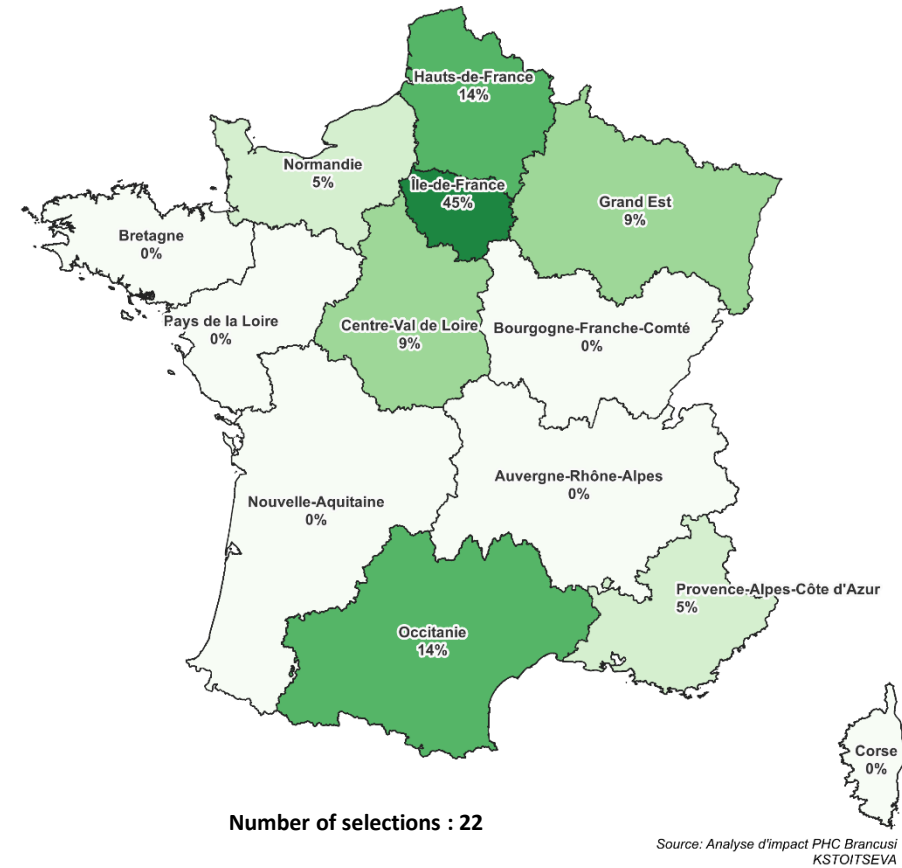 Hauts-de-France
14%
Normandie
5%
Île-de-France
45%
Grand Est
9%
Bretagne
0%
Pays de la Loire
0%
Centre-Val de Loire
9%
Bourgogne-Franche-Comté
0%
Nouvelle-Aquitaine
0%
Auvergne-Rhône-Alpes
0%
Provence-Alpes-Côte d'Azur
5%
Occitanie
14%
Corse
0%
Number of selections : 22
Source: Analyse d'impact PHC Brancusi
KSTOITSEVA